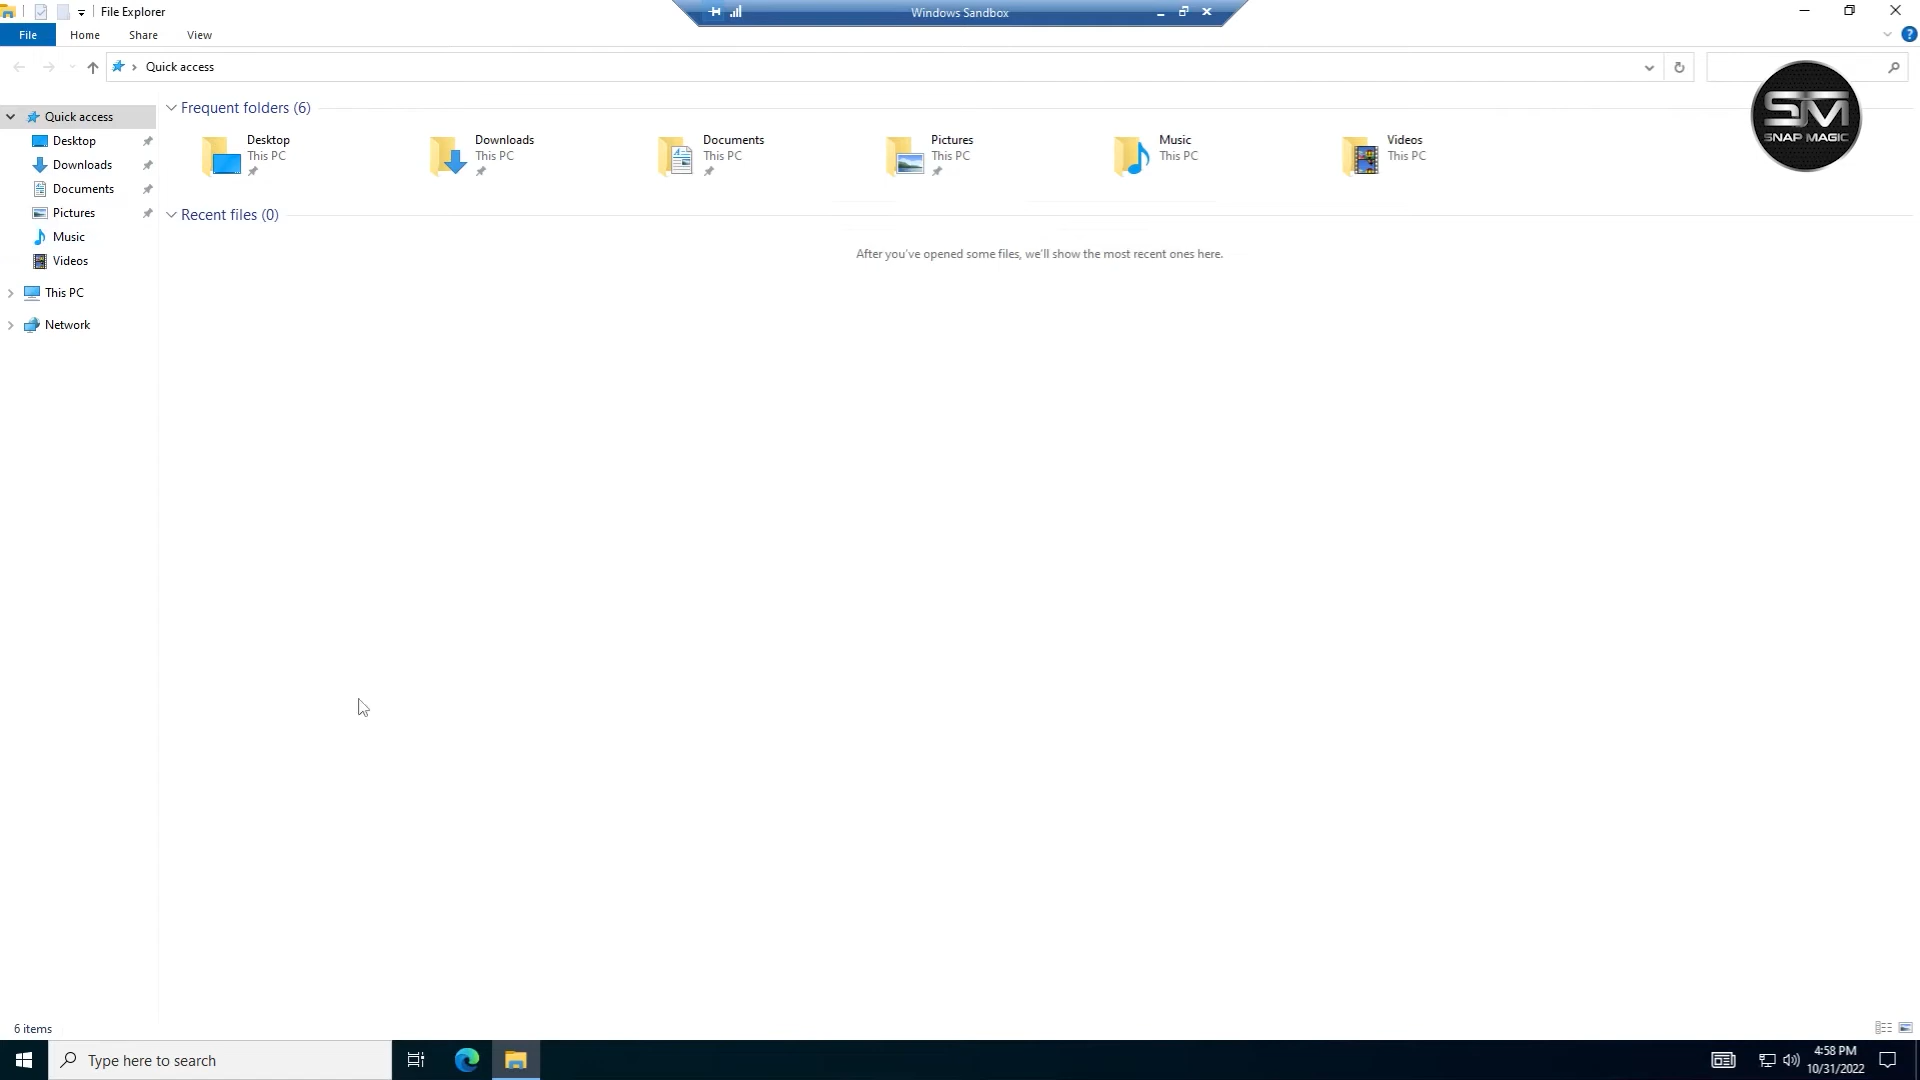 File Explorer
Windows Sandbox
File Home Share View
Quick access
SM
SNAP MAGIC
Quick access
Desktop
Downloads
Documents
Pictures
Music
Videos
This PC
Network
Frequent folders (6)
Desktop
This PC
Downloads
This PC
Documents
This PC
Pictures
This PC
Music
This PC
Videos
This PC
Recent files (0)
After you've opened some files, we'll show the most recent ones here.
6 items
Type here to search
4:58 PM
10/31/2022